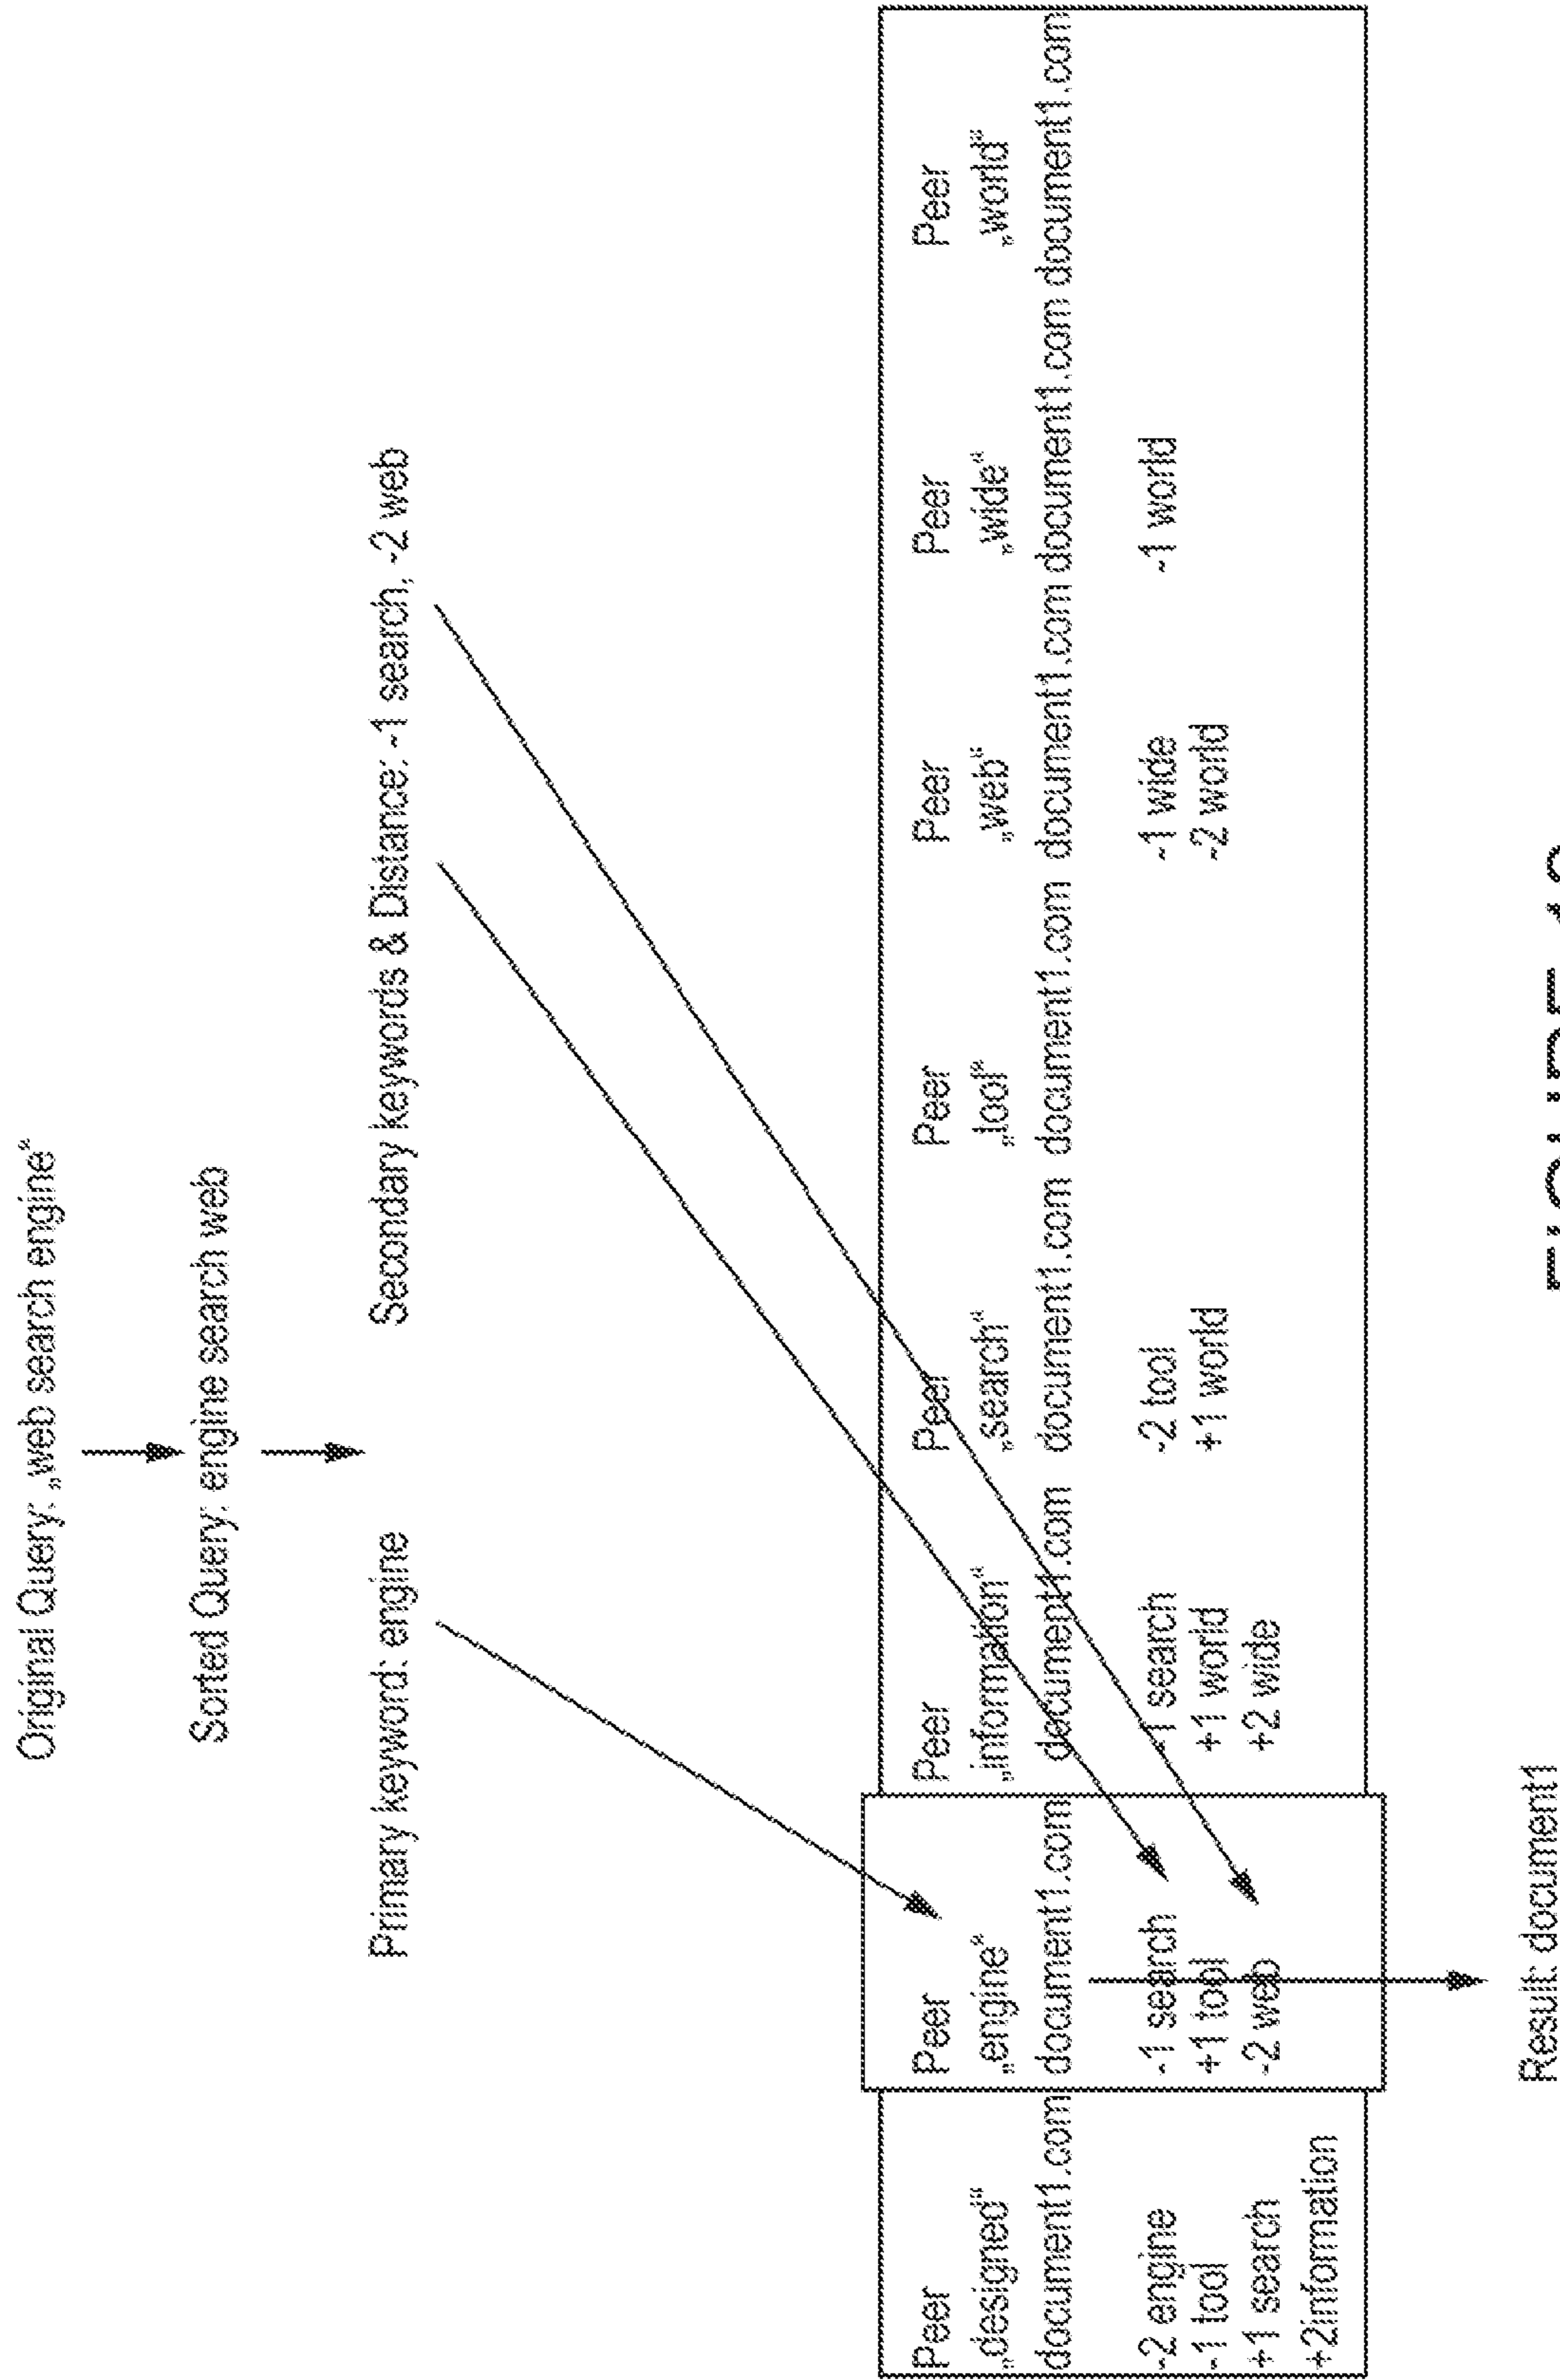 Original Query: „web search engine“
Sorted Query: engine search web
Primary keyword: engine
Secondary keywords & Distance: -1 search, -2 web
Peer
„designed“
document1.com
-2 engine
-1 tool
+1 search
+2information
Peer
„engine“
document1.com
-1 search
+1 tool
-2 web
Peer
„information“
document1.com
-1 search
+1 world
+2 wide
Peer
„search“
document1.com
-2 tool
+1 world
Peer
„tool“
document1.com
Peer
„web“
document1.com
-1 wide
-2 world
Peer
„wide“
document1.com
-1 world
Peer
„world“
document1.com
Result: document1